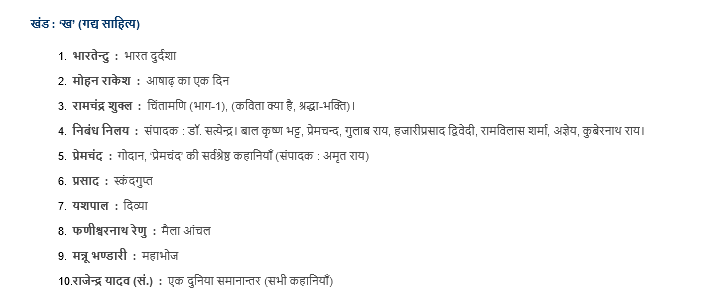 खंड : ‘ख’ (गद्य साहित्य)
1. भारतेन्दु : भारत दुर्दशा
2. मोहन राकेश : आषाढ़ का एक दिन
3. रामचंद्र शुक्ल : चिंतामणि (भाग-1), (कविता क्या है, श्रद्धा-भक्ति)।
4. निबंध निलय : संपादक : डॉ. सत्येन्द्र। बाल कृष्ण भट्ट, प्रेमचन्द, गुलाब राय, हजारीप्रसाद द्विवेदी, रामविलास शर्मा, अज्ञेय, कुबेरनाथ राय।
5. प्रेमचंद : गोदान, ‘प्रेमचंद’ की सर्वश्रेष्ठ कहानियाँ (संपादक : अमृत राय)
6. प्रसाद : स्कंदगुप्त
7. यशपाल : दिव्या
8. फणीश्वरनाथ रेणु : मैला आंचल
9. मन्नू भण्डारी : महाभोज
10.राजेन्द्र यादव (सं.) : एक दुनिया समानान्तर (सभी कहानियाँ)